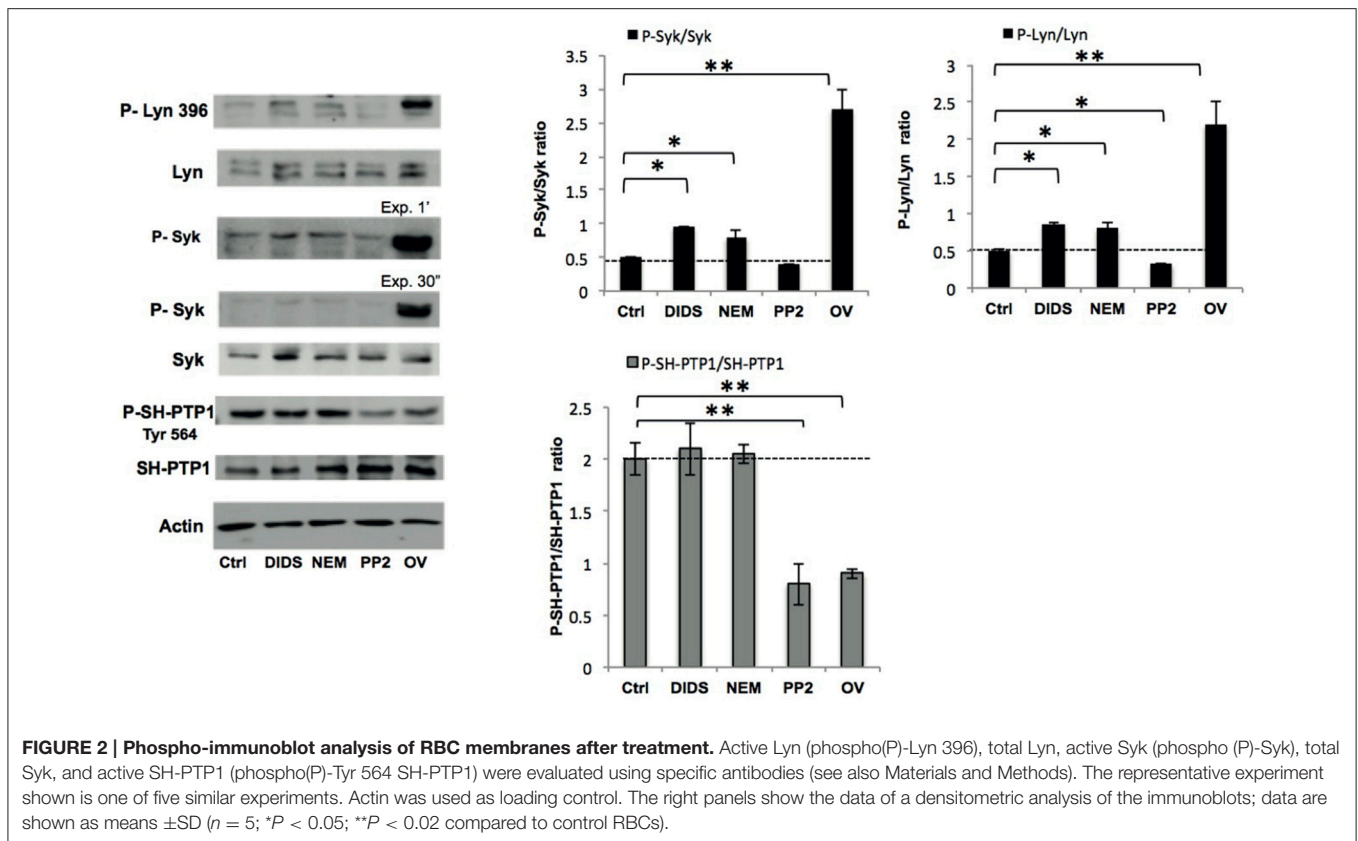 P- Lyn 396
Lyn
Exp. 1'
P- Syk
Exp. 30"
P- Syk
Syk
P-SH-PTP1
Tyr 564
SH-PTP1
Actin
Ctrl DIDS NEM PP2 OV
P-Syk/Syk
P-Syk/Syk ratio
3.5
3
2.5
2
1.5
1
0.5
0
**
*
*
Ctrl DIDS NEM PP2 OV
P-Lyn/Lyn
P-Lyn/Lyn ratio
3
2.5
2
1.5
1
0.5
0
**
*
*
*
Ctrl DIDS NEM PP2 OV
P-SH-PTP1/SH-PTP1
P-SH-PTP1/SH-PTP1 ratio
2.5
2
1.5
1
0.5
0
**
**
Ctrl DIDS NEM PP2 OV
FIGURE 2 | Phospho-immunoblot analysis of RBC membranes after treatment. Active Lyn (phospho(P)-Lyn 396), total Lyn, active Syk (phospho (P)-Syk), total
Syk, and active SH-PTP1 (phospho(P)-Tyr 564 SH-PTP1) were evaluated using specific antibodies (see also Materials and Methods). The representative experiment
shown is one of five similar experiments. Actin was used as loading control. The right panels show the data of a densitometric analysis of the immunoblots; data are
shown as means ±SD (n = 5; *P < 0.05; **P < 0.02 compared to control RBCs).